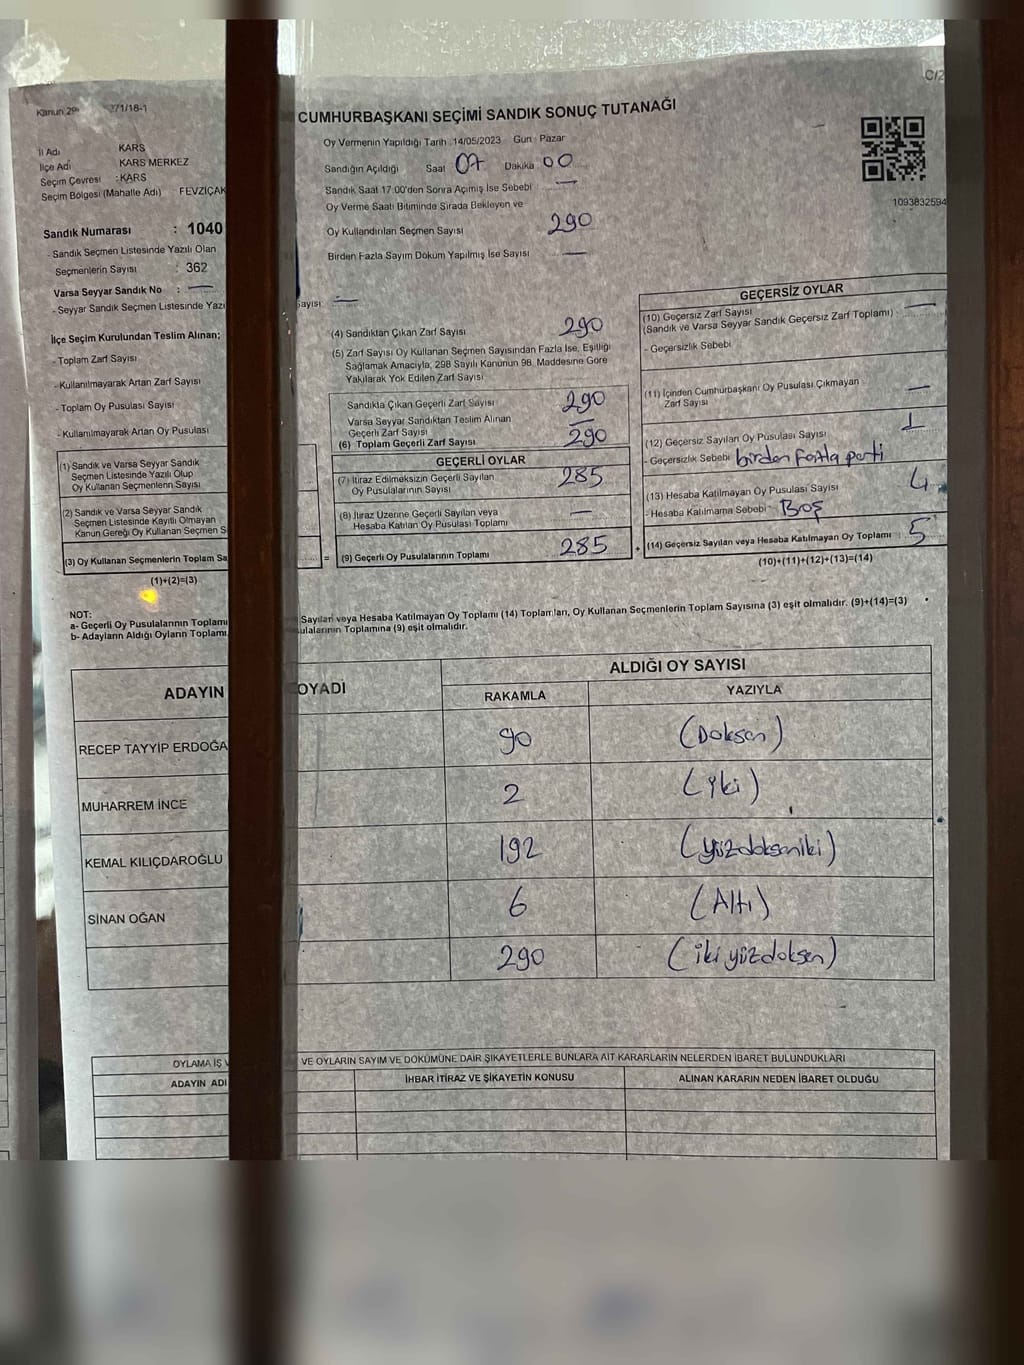 C/2
Kanun 29 371/16-1
CUMHURBAŞKANI SEÇİMİ SANDIK SONUÇ TUTANAĞI
İl Adı KARS
İlçe Adı KARS MERKEZ
Seçim Çevresi : KARS
Seçim Bölgesi (Mahalle Adı) FEVZİÇAK
Oy Vermenin Yapıldığı Tarih : 14/05/2023 Gün : Pazar
Sandığın Açıldığı Saat 07 Dakika 00
Sandık Saat 17:00'den Sonra Açımış İse Sebebi —
Oy Verme Saati Bitiminde Sırada Bekleyen ve
Oy Kullandırılan Seçmen Sayısı 290
Birden Fazla Sayım Döküm Yapılmış İse Sayısı —
1093832594
Sandık Numarası : 1040
- Sandık Seçmen Listesinde Yazılı Olan
Seçmenlerin Sayısı : 362
Varsa Seyyar Sandık No : —
- Seyyar Sandık Seçmen Listesinde Yazı
Sayısı : —
İlçe Seçim Kurulundan Teslim Alınan;
- Toplam Zarf Sayısı
- Kullanılmayarak Artan Zarf Sayısı
- Toplam Oy Pusulası Sayısı
- Kullanılmayarak Artan Oy Pusulası
(1) Sandık ve Varsa Seyyar Sandık
Seçmen Listesinde Yazılı Olup
Oy Kullanan Seçmenlerin Sayısı
(2) Sandık ve Varsa Seyyar Sandık
Seçmen Listesinde Kayıtlı Olmayan
Kanun Gereği Oy Kullanan Seçmen S
(3) Oy Kullanan Seçmenlerin Toplam Sa
(1)+(2)=(3)
(4) Sandıktan Çıkan Zarf Sayısı 290
(5) Zarf Sayısı Oy Kullanan Seçmen Sayısından Fazla İse, Eşitliği
Sağlamak Amacıyla; 298 Sayılı Kanunun 98. Maddesine Göre
Yakılarak Yok Edilen Zarf Sayısı
Sandıkta Çıkan Geçerli Zarf Sayısı 290
Varsa Seyyar Sandıktan Teslim Alınan
Geçerli Zarf Sayısı —
(6) Toplam Geçerli Zarf Sayısı 290
GEÇERLİ OYLAR
(7) İtiraz Edilmeksizin Geçerli Sayılan
Oy Pusulalarının Sayısı 285
(8) İtiraz Üzerine Geçerli Sayılan veya
Hesaba Katılan Oy Pusulası Toplamı —
= (9) Geçerli Oy Pusulalarının Toplamı 285
GEÇERSİZ OYLAR
(10) Geçersiz Zarf Sayısı —
(Sandık ve Varsa Seyyar Sandık Geçersiz Zarf Toplamı)
- Geçersizlik Sebebi
(11) İçinden Cumhurbaşkanı Oy Pusulası Çıkmayan —
Zarf Sayısı
(12) Geçersiz Sayılan Oy Pusulası Sayısı 1
- Geçersizlik Sebebi birden fazla parti
(13) Hesaba Katılmayan Oy Pusulası Sayısı 4
- Hesaba Katılmama Sebebi - Boş
+ (14) Geçersiz Sayılan veya Hesaba Katılmayan Oy Toplamı 5
(10)+(11)+(12)+(13)=(14)
NOT:
a- Geçerli Oy Pusulalarının Toplamı Sayılan veya Hesaba Katılmayan Oy Toplamı (14) Toplamları, Oy Kullanan Seçmenlerin Toplam Sayısına (3) eşit olmalıdır. (9)+(14)=(3)
b- Adayların Aldığı Oyların Toplamı ulalarının Toplamına (9) eşit olmalıdır.
ADAYIN OYADI ALDIĞI OY SAYISI
RAKAMLA YAZIYLA
RECEP TAYYİP ERDOĞA 90 (Doksan)
MUHARREM İNCE 2 (iki)
KEMAL KILIÇDAROĞLU 192 (yüzdoksaniki)
SİNAN OĞAN 6 (Altı)
290 (iki yüzdoksan)
OYLAMA İŞ VE OYLARIN SAYIM VE DÖKÜMÜNE DAİR ŞİKAYETLERLE BUNLARA AİT KARARLARIN NELERDEN İBARET BULUNDUKLARI
ADAYIN ADI İHBAR İTİRAZ VE ŞİKAYETİN KONUSU ALINAN KARARIN NEDEN İBARET OLDUĞU